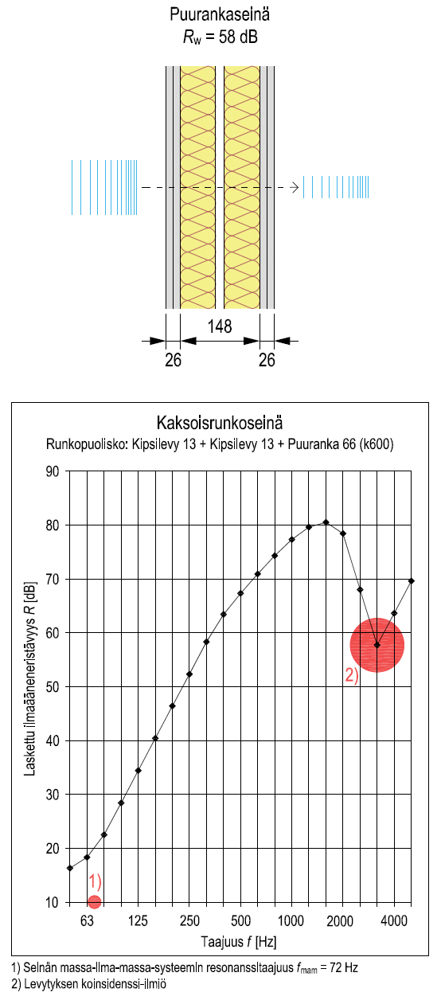 Puurankaseinä
Rw = 58 dB
148
26 26
Kaksoisrunkoseinä
Runkopuolisko: Kipsilevy 13 + Kipsilevy 13 + Puuranka 66 (k600)
90
80
70
60
50
40
30
20
10
Laskettu ilmaääneneristävyys R [dB]
2)
1)
63 125 250 500 1000 2000 4000
Taajuus f [Hz]
1) Seinän massa-ilma-massa-systeemin resonanssitaajuus fmam = 72 Hz
2) Levytyksen koinsidenssi-ilmiö